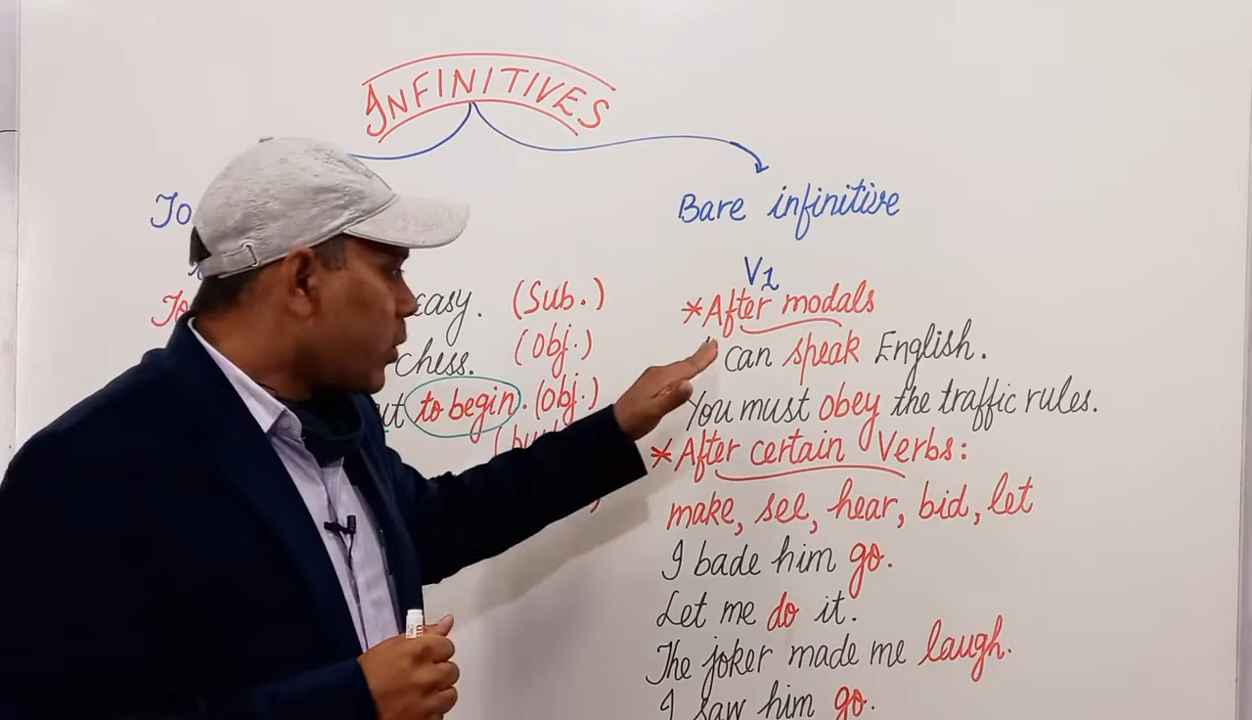 INFINITIVES
To
Bare infinitive
V1
To easy. (Sub.)
chess. (Obj.)
to begin. (Obj.)
*After modals
can speak English.
You must obey the traffic rules.
*After certain Verbs:
make, see, hear, bid, let
I bade him go.
Let me do it.
The joker made me laugh.
I saw him go.